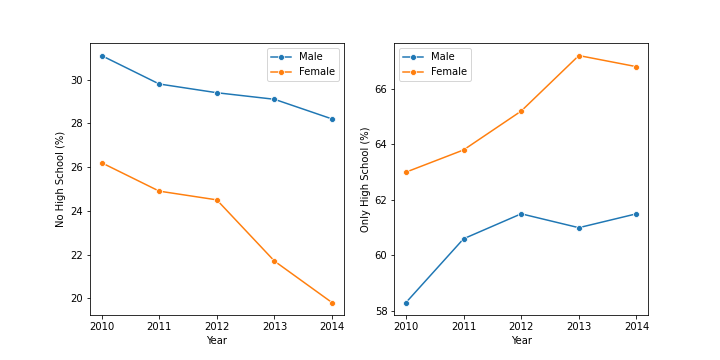 Male
Female
30
28
26
24
22
20
No High School (%)
2010 2011 2012 2013 2014
Year
Male
Female
66
64
62
60
58
Only High School (%)
2010 2011 2012 2013 2014
Year